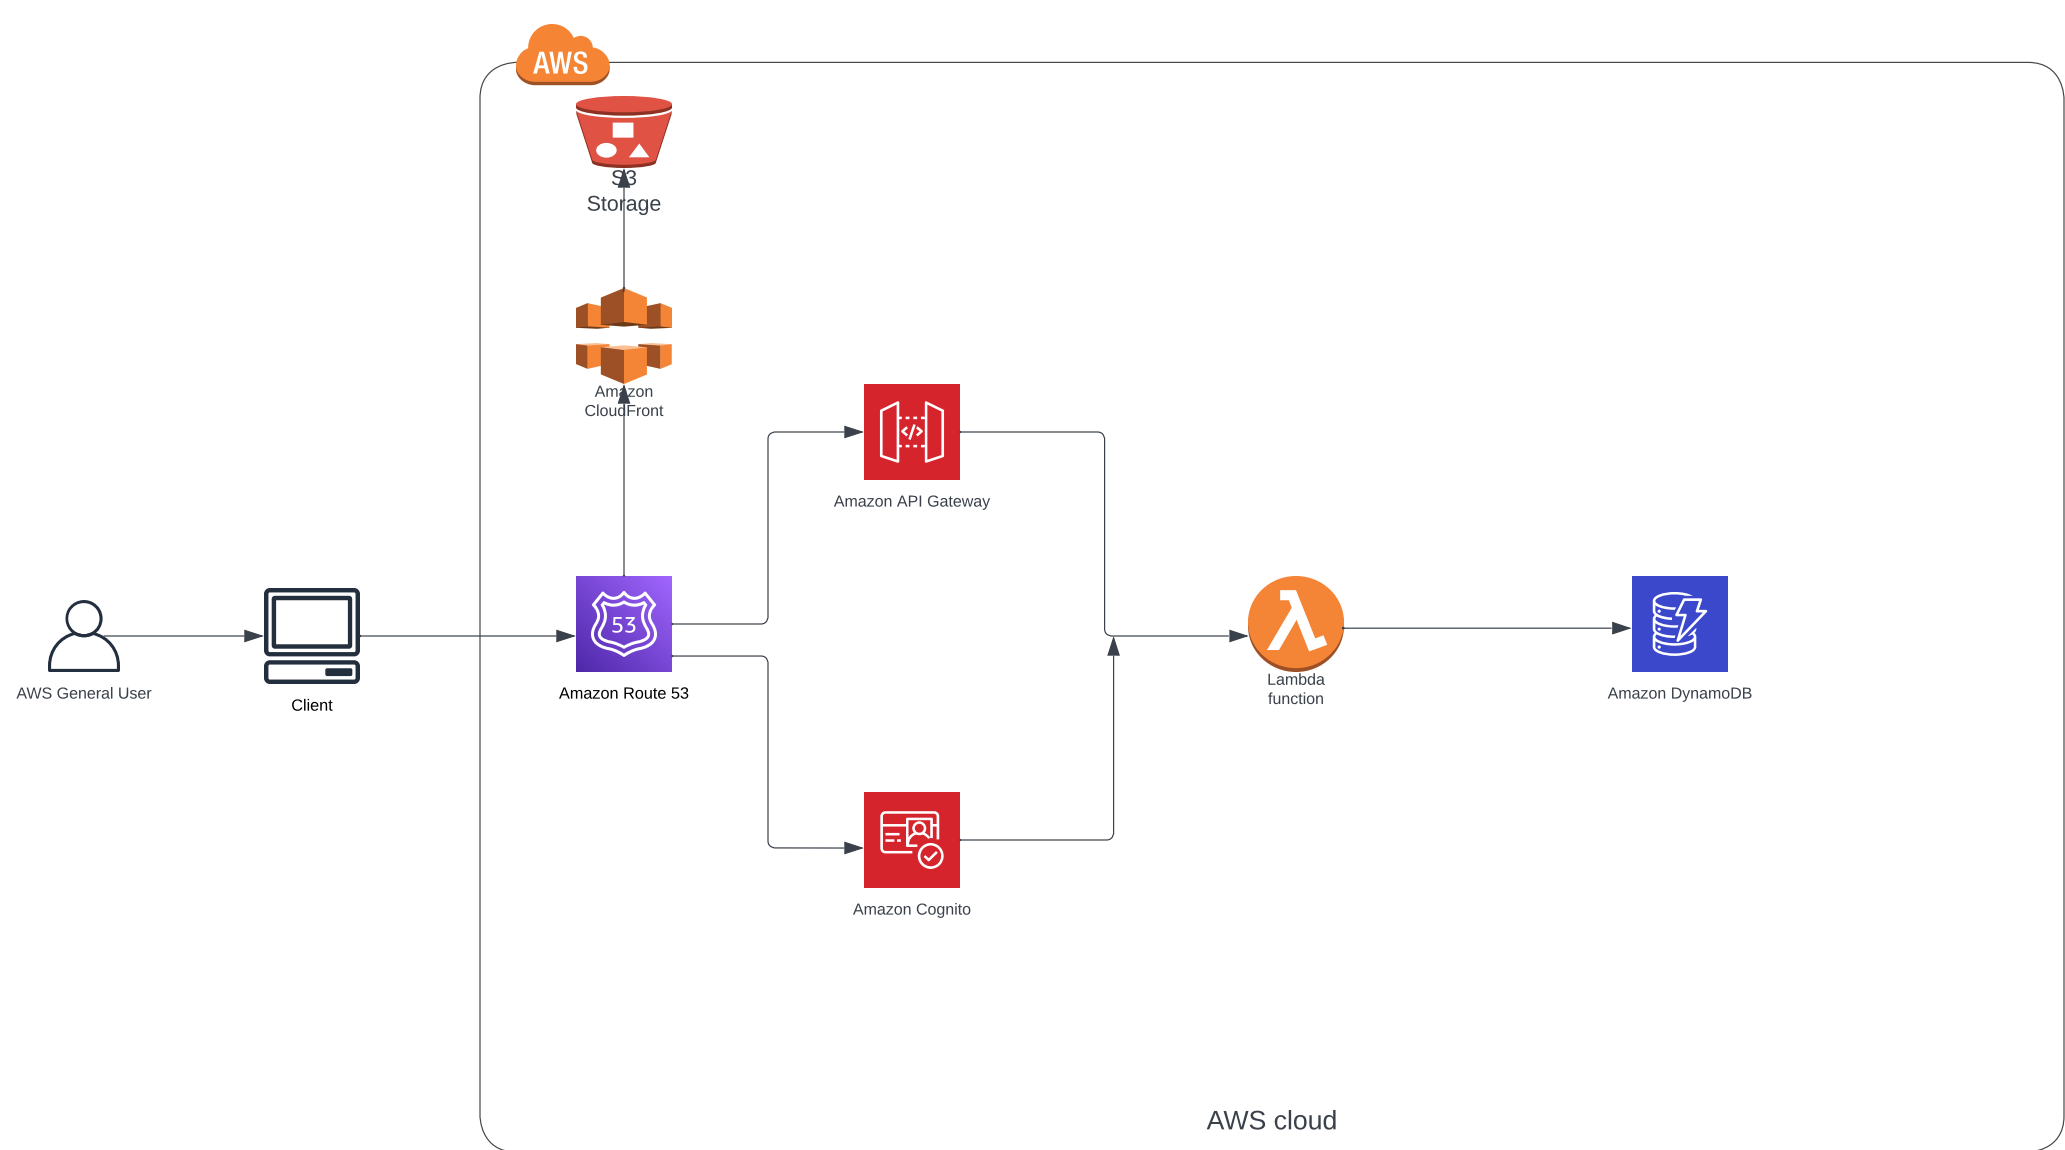 AWS
S3
Storage
Amazon
CloudFront
Amazon API Gateway
53
AWS General User
Client
Amazon Route 53
Lambda
function
Amazon DynamoDB
Amazon Cognito
AWS cloud